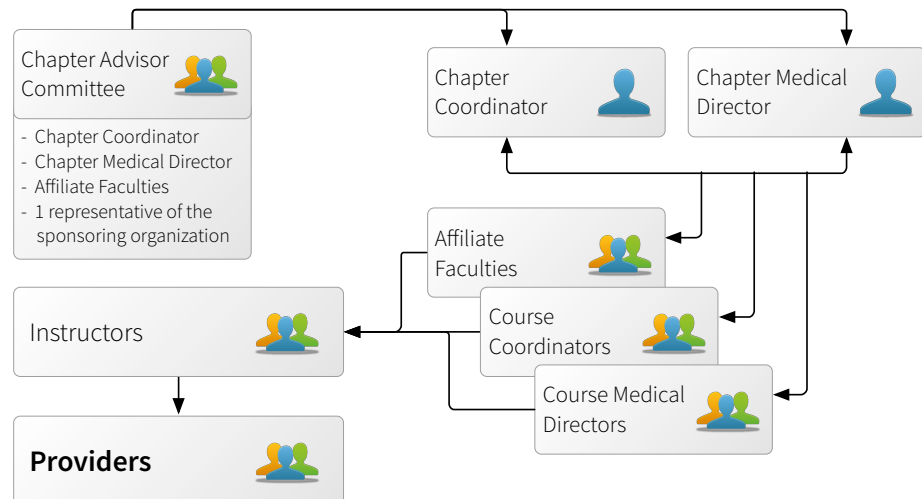 Chapter Advisor
Committee
- Chapter Coordinator
- Chapter Medical Director
- Affiliate Faculties
- 1 representative of the
sponsoring organization
Chapter
Coordinator
Chapter Medical
Director
Affiliate
Faculties
Course
Coordinators
Course Medical
Directors
Instructors
Providers